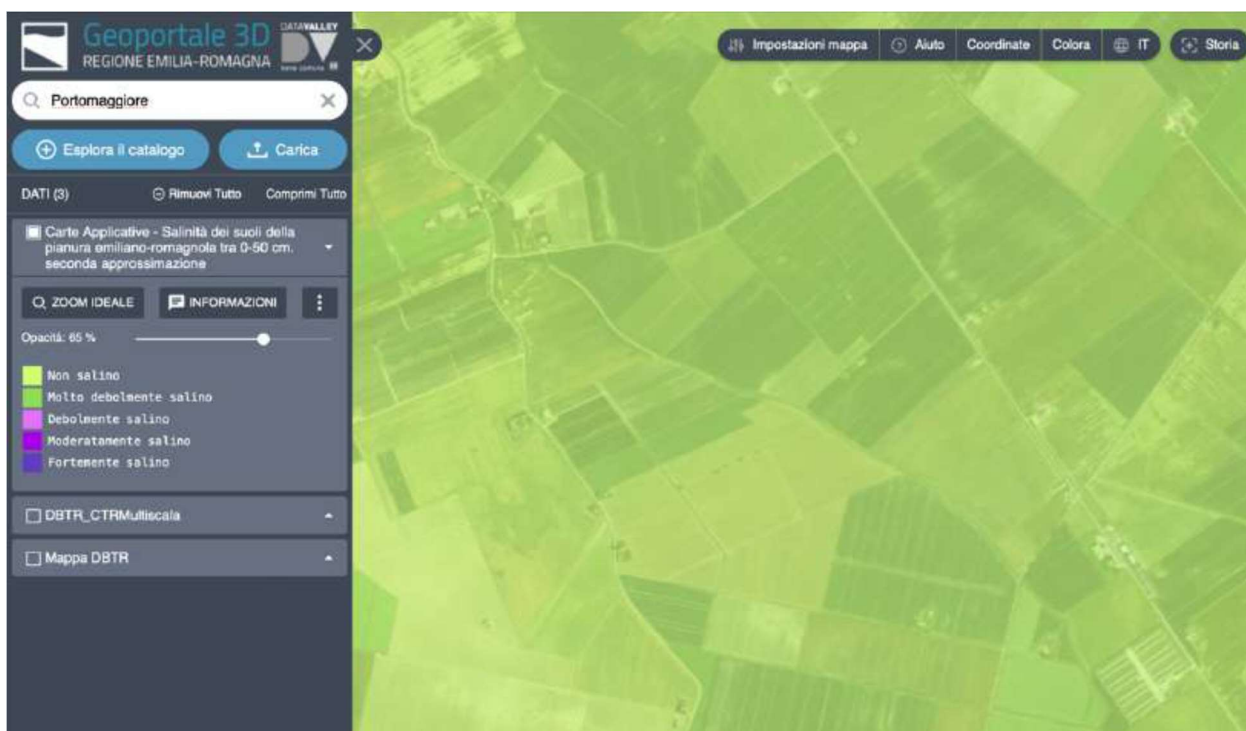 Geoportale 3D
REGIONE EMILIA-ROMAGNA
DATAVALLEY
bene comune
Portomaggiore
Esplora il catalogo
Carica
DATI (3)
Rimuovi Tutto
Comprimi Tutto
Carte Applicative - Salinità dei suoli della
pianura emiliano-romagnola tra 0-50 cm.
seconda approssimazione
ZOOM IDEALE
INFORMAZIONI
Opacità: 65 %
Non salino
Molto debolmente salino
Debolmente salino
Moderatamente salino
Fortemente salino
DBTR_CTRMultiscala
Mappa DBTR
Impostazioni mappa
Aiuto
Coordinate
Colora
IT
Storia